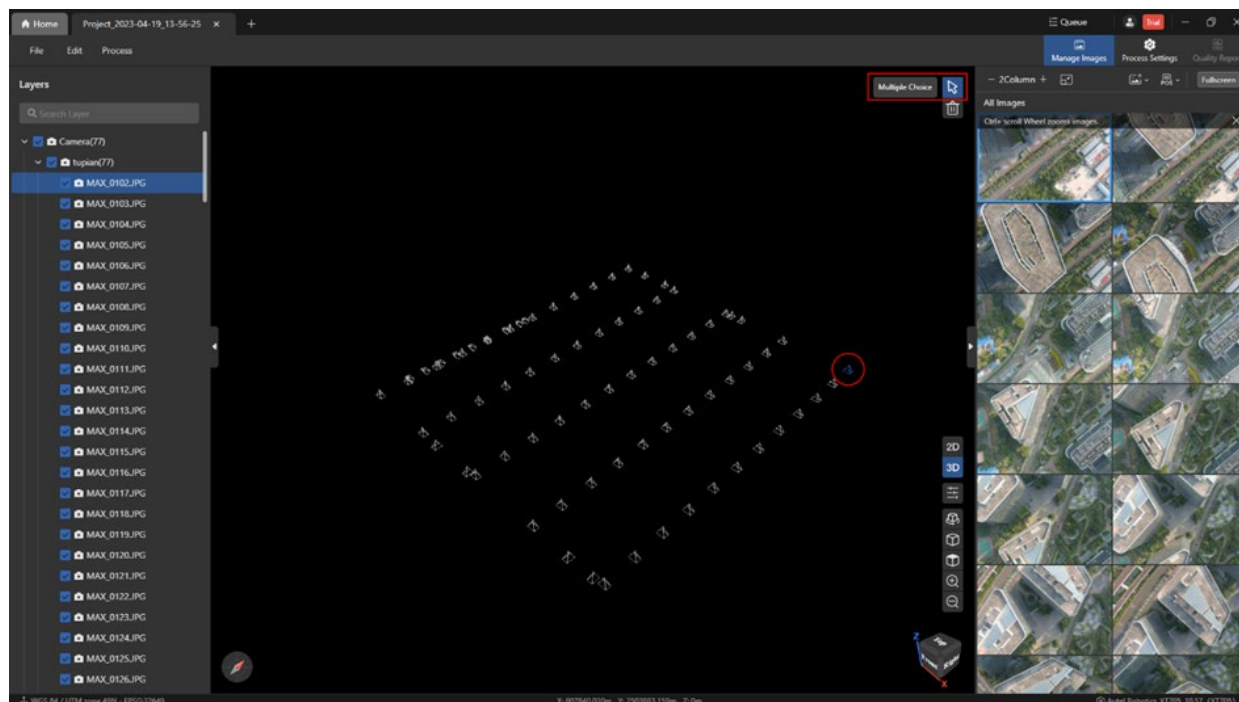 Home
Project_2023-04-19_13-56-25 × +
Queue
Trial
File Edit Process
Manage Images
Process Settings
Quality Repor
Layers
Multiple Choice
2Column
Fullscreen
Search Layer
All Images
Ctrl+ scroll Wheel zooms images.
Camera(77)
tupian(77)
MAX_0102.JPG
MAX_0103.JPG
MAX_0104.JPG
MAX_0105.JPG
MAX_0106.JPG
MAX_0107.JPG
MAX_0108.JPG
MAX_0109.JPG
MAX_0110.JPG
MAX_0111.JPG
MAX_0112.JPG
MAX_0113.JPG
MAX_0114.JPG
MAX_0115.JPG
MAX_0116.JPG
MAX_0117.JPG
MAX_0118.JPG
MAX_0119.JPG
MAX_0120.JPG
MAX_0121.JPG
MAX_0122.JPG
MAX_0123.JPG
MAX_0124.JPG
MAX_0125.JPG
MAX_0126.JPG
2D
3D
Z
Top
Front
Right
X